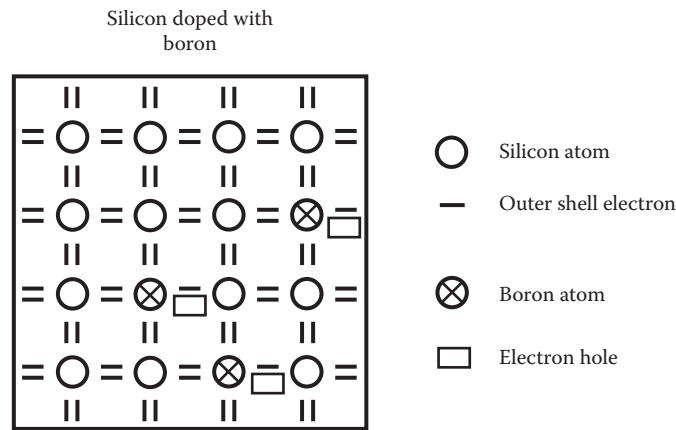 Silicon doped with
boron
Silicon atom
Outer shell electron
Boron atom
Electron hole